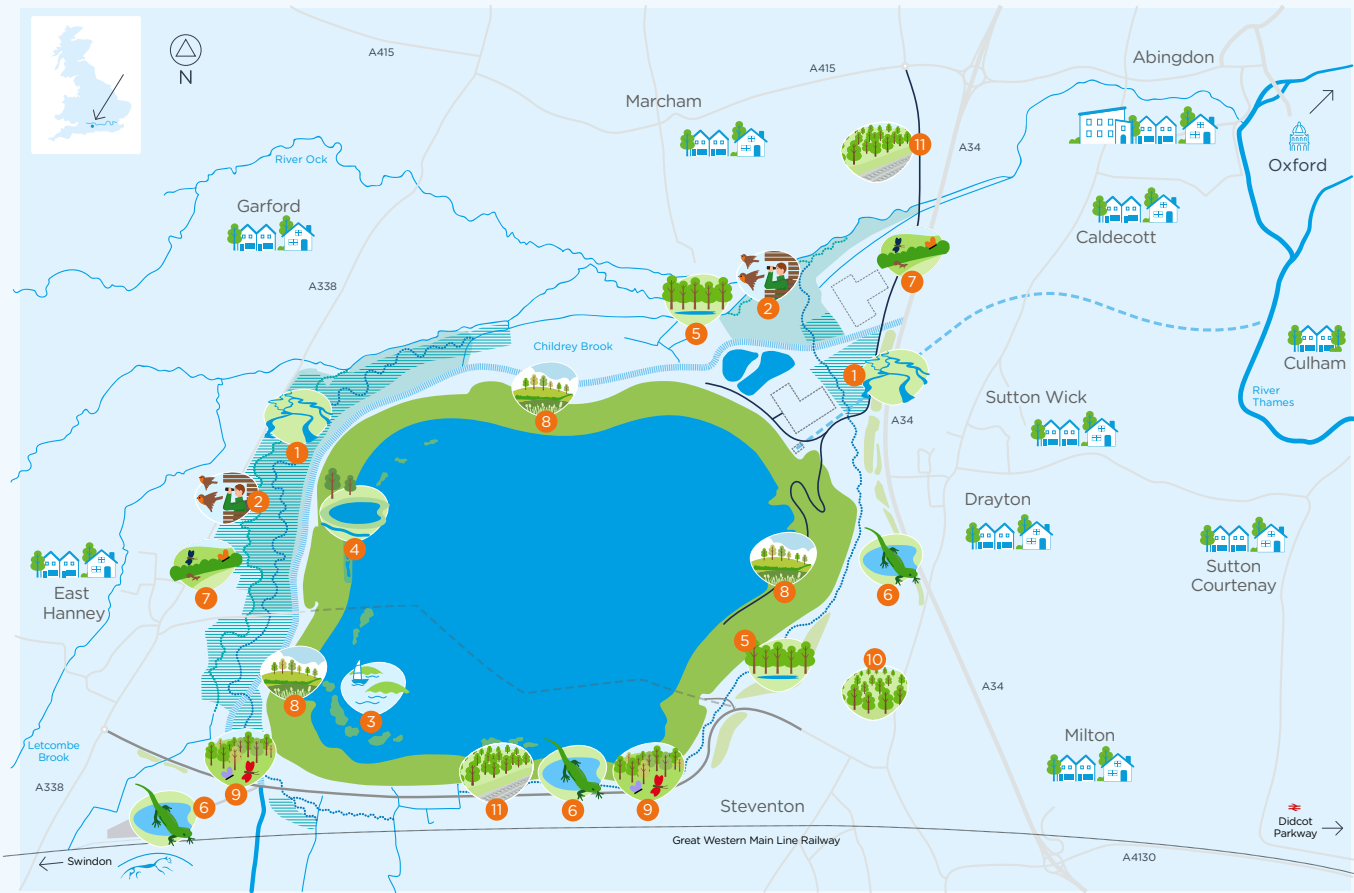 A415
A415
Abingdon
N
Marcham
11
A34
River Ock
Oxford
Garford
Caldecott
A338
7
2
5
Childrey Brook
Culham
1
River
Thames
Sutton Wick
8
A34
1
2
Drayton
4
Sutton
Courtenay
East
Hanney
7
8
6
5
10
8
3
A34
Milton
Letcombe
Brook
A338
9
6
11
6
9
Steventon
Didcot
Parkway
Great Western Main Line Railway
Swindon
A4130